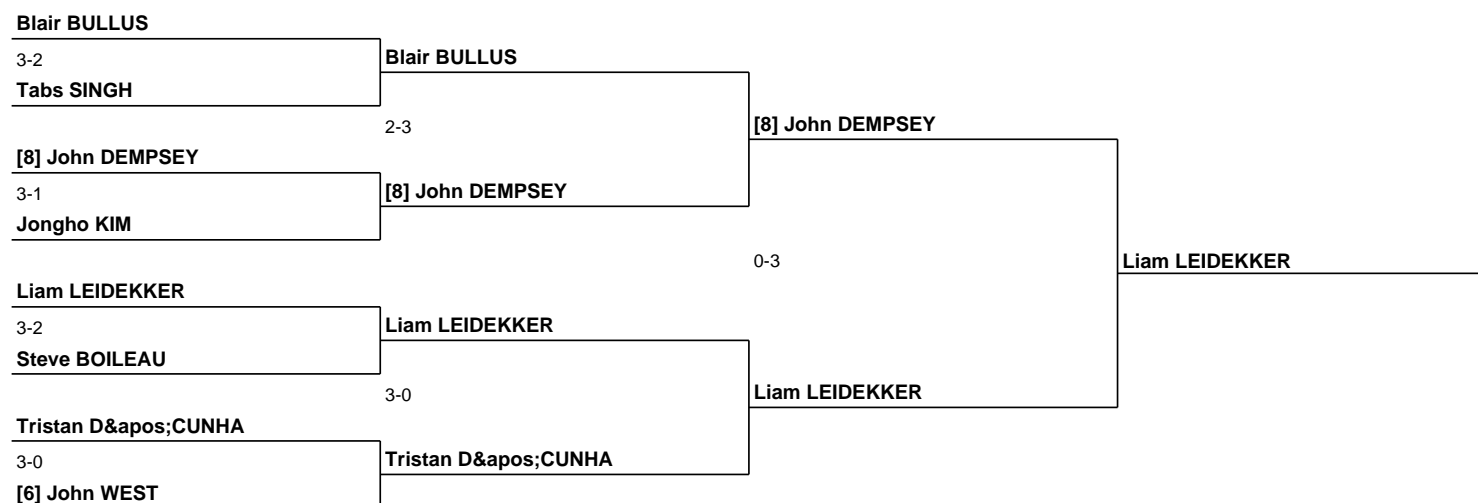 Blair BULLUS
3-2
Blair BULLUS
Tabs SINGH
2-3
[8] John DEMPSEY
[8] John DEMPSEY
3-1
[8] John DEMPSEY
Jongho KIM
0-3
Liam LEIDEKKER
Liam LEIDEKKER
3-2
Liam LEIDEKKER
Steve BOILEAU
3-0
Liam LEIDEKKER
Tristan D&apos;CUNHA
3-0
Tristan D&apos;CUNHA
[6] John WEST